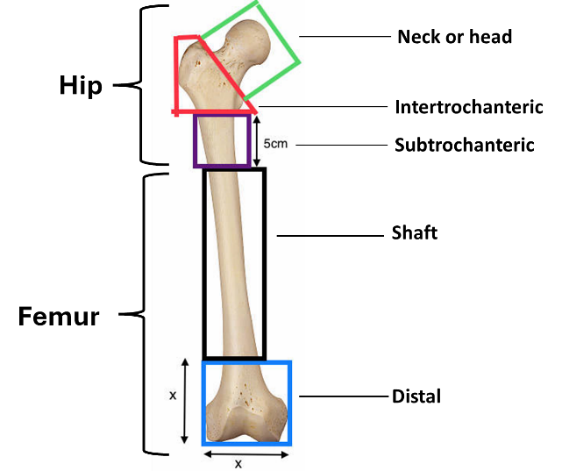 Neck or head
Hip
Intertrochanteric
5cm
Subtrochanteric
Shaft
Femur
x
Distal
x